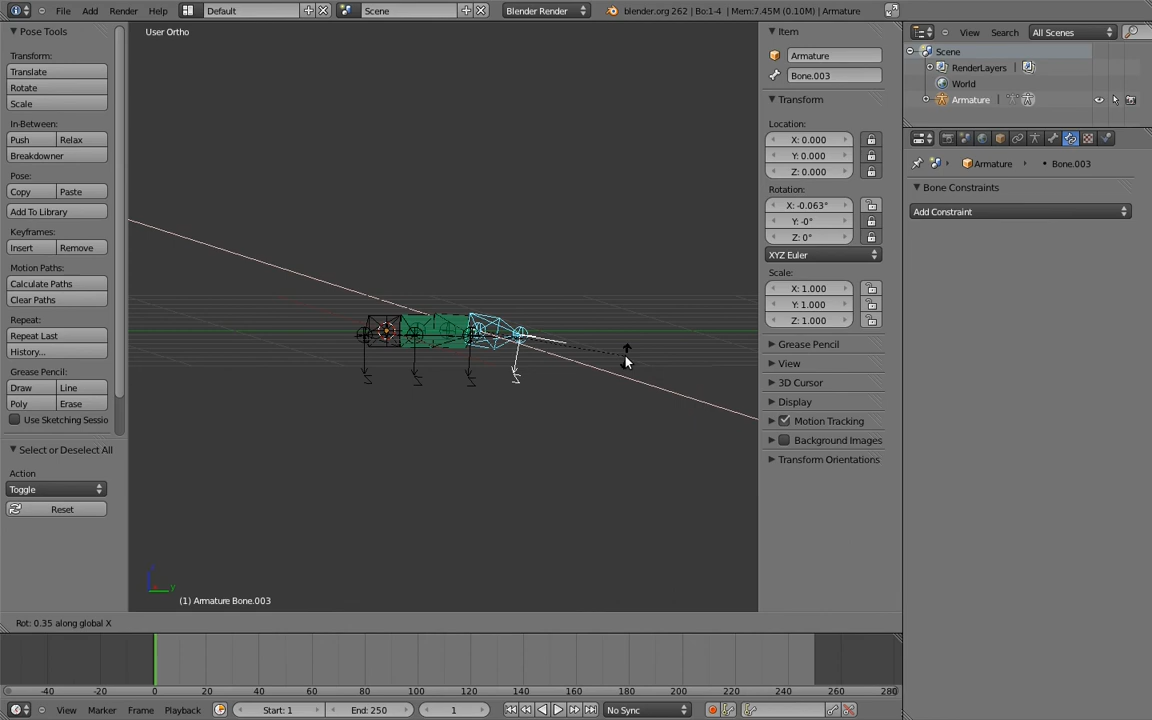 File Add Render Help Default Scene Blender Render blender.org 262 | Bo:1-4 | Mem:7.45M (0.10M) | Armature
Pose Tools
Transform:
Translate
Rotate
Scale
In-Between:
Push Relax
Breakdowner
Pose:
Copy Paste
Add To Library
Keyframes:
Insert Remove
Motion Paths:
Calculate Paths
Clear Paths
Repeat:
Repeat Last
History...
Grease Pencil:
Draw Line
Poly Erase
Use Sketching Sessio
Select or Deselect All
Action
Toggle
Reset
User Ortho
Z Z Z Z
y
(1) Armature Bone.003
Rot: 0.35 along global X
Item
Armature
Bone.003
Transform
Location:
X: 0.000
Y: 0.000
Z: 0.000
Rotation:
X: -0.063°
Y: -0°
Z: 0°
XYZ Euler
Scale:
X: 1.000
Y: 1.000
Z: 1.000
Grease Pencil
View
3D Cursor
Display
Motion Tracking
Background Images
Transform Orientations
View Search All Scenes
Scene
RenderLayers |
World
Armature |
Armature Bone.003
Bone Constraints
Add Constraint
-40 -20 0 20 40 60 80 100 120 140 160 180 200 220 240 260 280
View Marker Frame Playback Start: 1 End: 250 1 No Sync